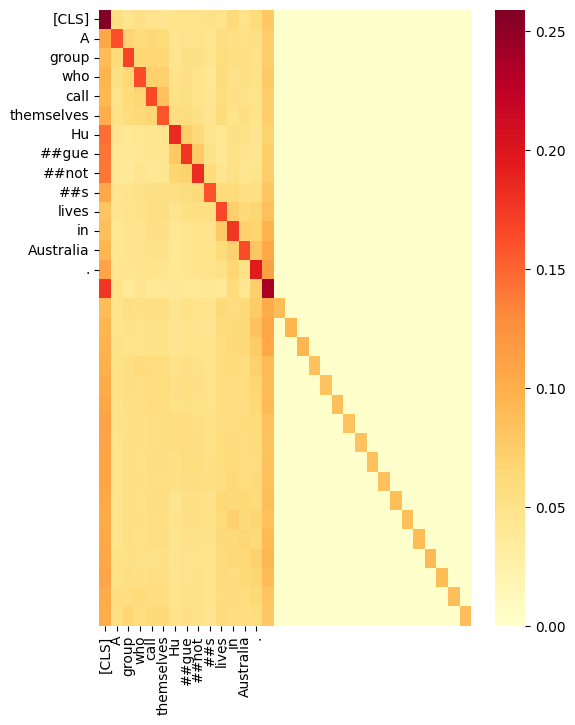 [CLS]
A
group
who
call
themselves
Hu
##gue
##not
##s
lives
in
Australia
.
[CLS]
A
group
who
call
themselves
Hu
##gue
##not
##s
lives
in
Australia
.
0.25
0.20
0.15
0.10
0.05
0.00